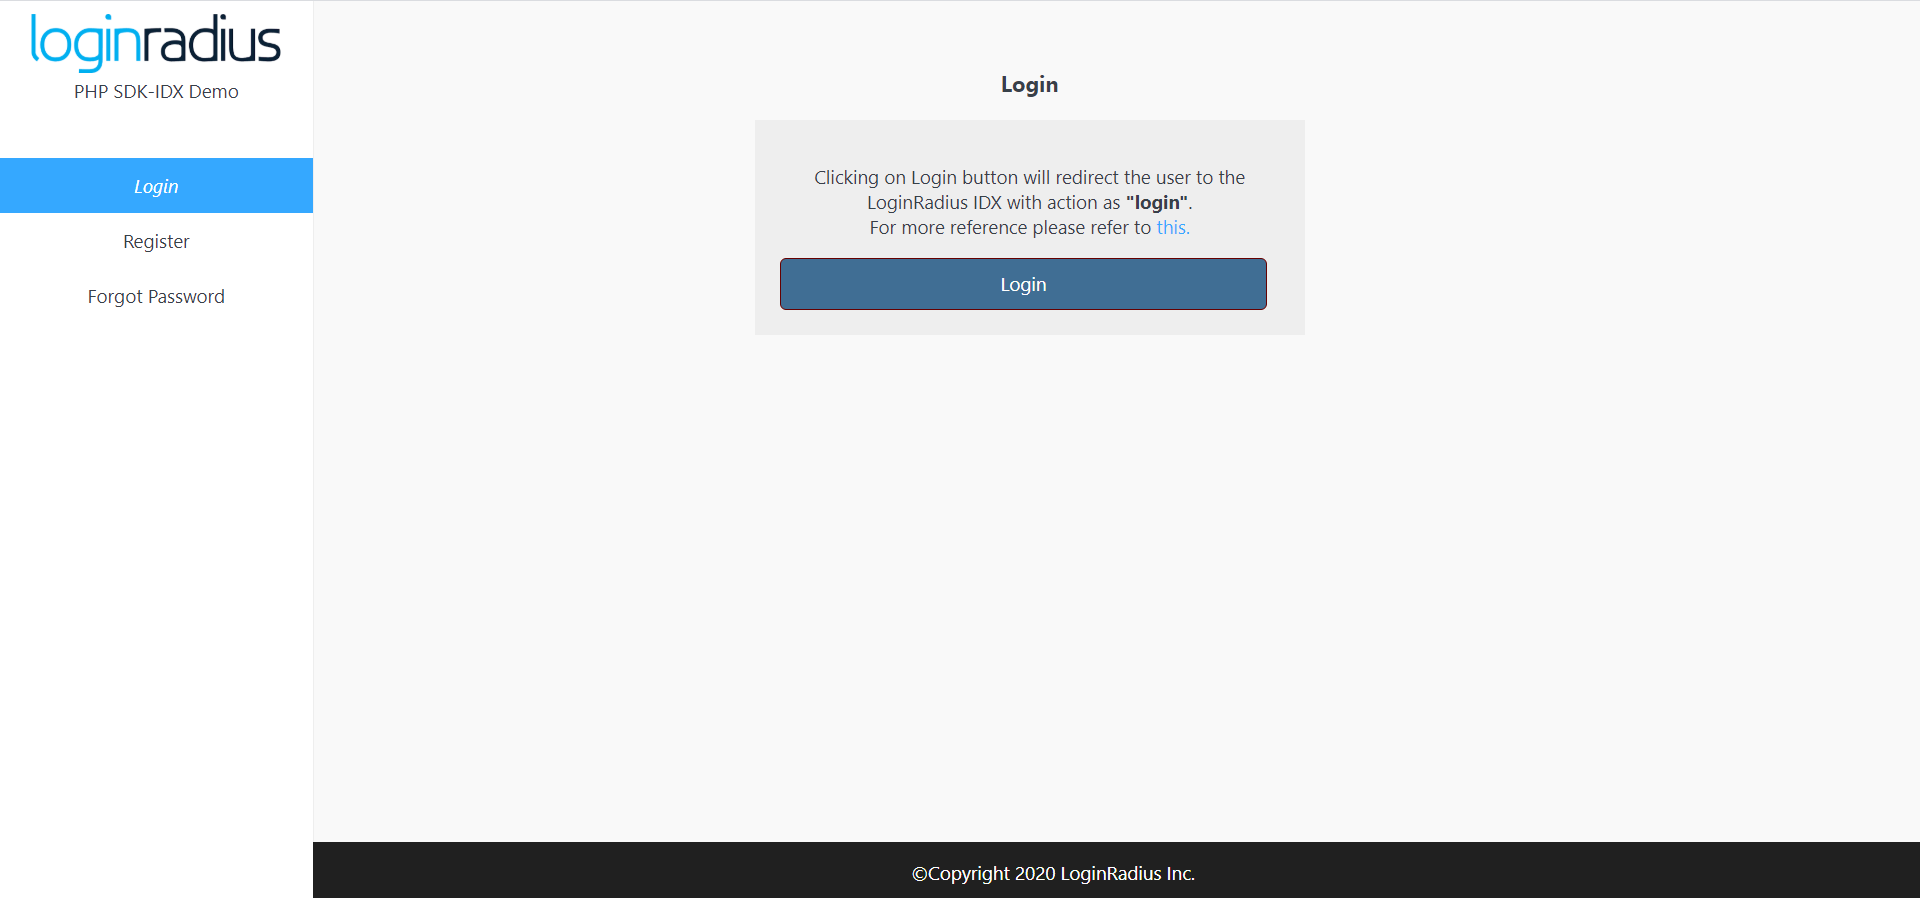 loginradius
PHP SDK-IDX Demo
Login
Register
Forgot Password
Login
Clicking on Login button will redirect the user to the
LoginRadius IDX with action as "login".
For more reference please refer to this.
Login
©Copyright 2020 LoginRadius Inc.